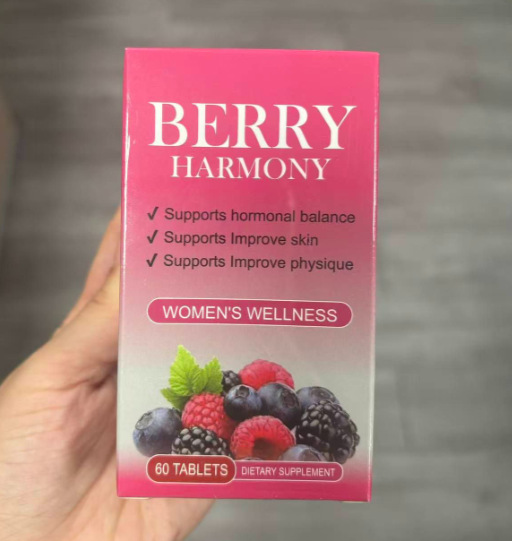 BERRY
HARMONY
✓ Supports hormonal balance
✓ Supports Improve skin
✓ Supports Improve physique
WOMEN'S WELLNESS
60 TABLETS DIETARY SUPPLEMENT